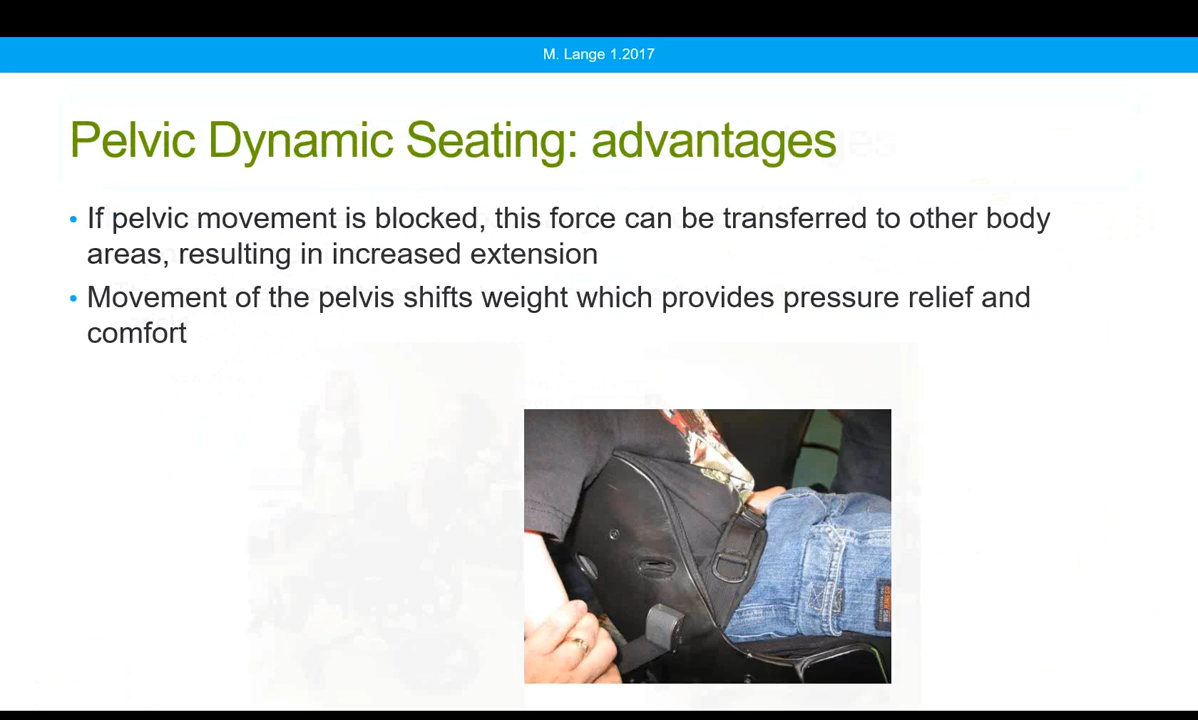 M. Lange 1.2017
Pelvic Dynamic Seating: advantages
• If pelvic movement is blocked, this force can be transferred to other body
areas, resulting in increased extension
• Movement of the pelvis shifts weight which provides pressure relief and
comfort